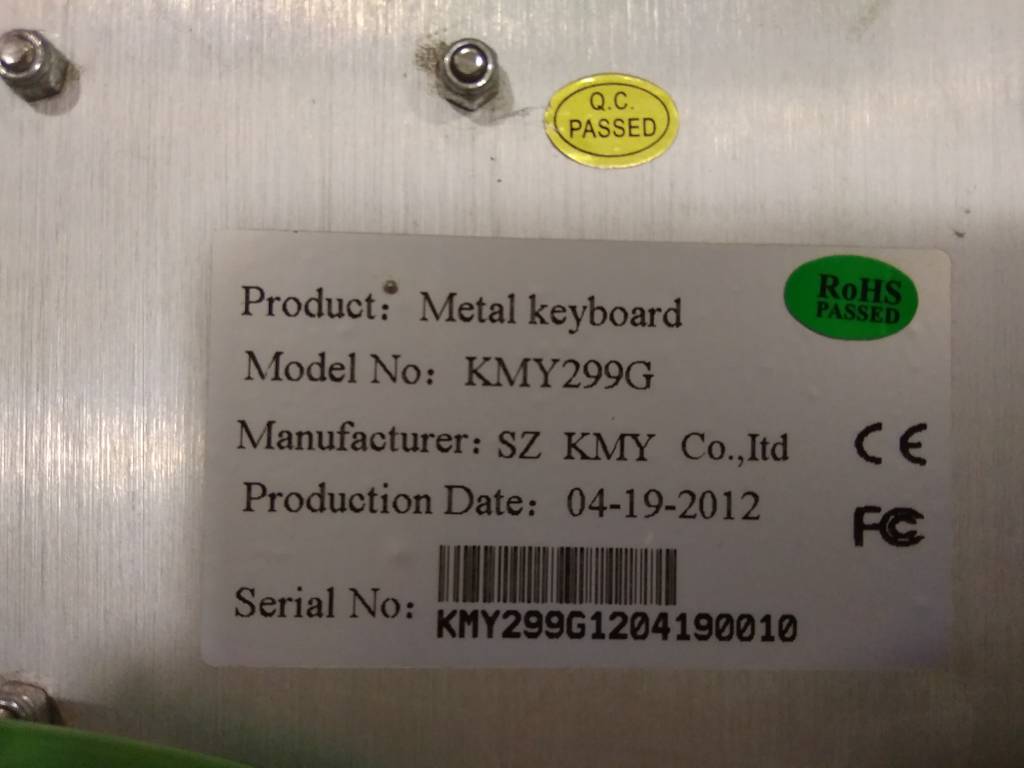 Q.C.
PASSED
RoHS
PASSED
Product: Metal keyboard
Model No: KMY299G
Manufacturer: SZ KMY Co.,Itd
CE
Production Date: 04-19-2012
FC
Serial No:
KMY299G1204190010